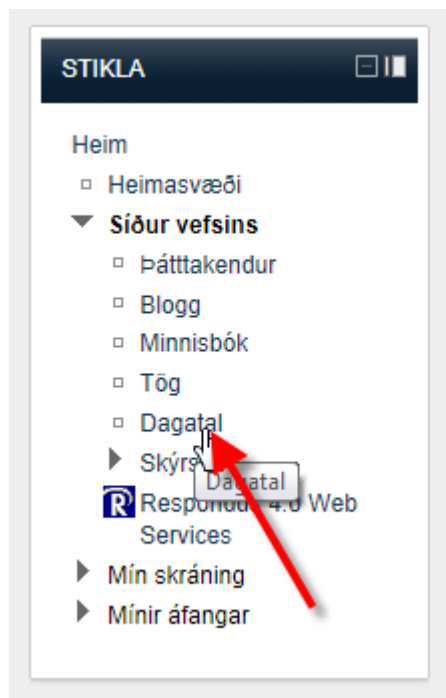 STIKLA
Heim
Heimasvæði
Síður vefsins
Þátttakendur
Blogg
Minnisbók
Tög
Dagatal
Dagatal
Respondus 4.0 Web
Services
Mín skráning
Mínir áfangar